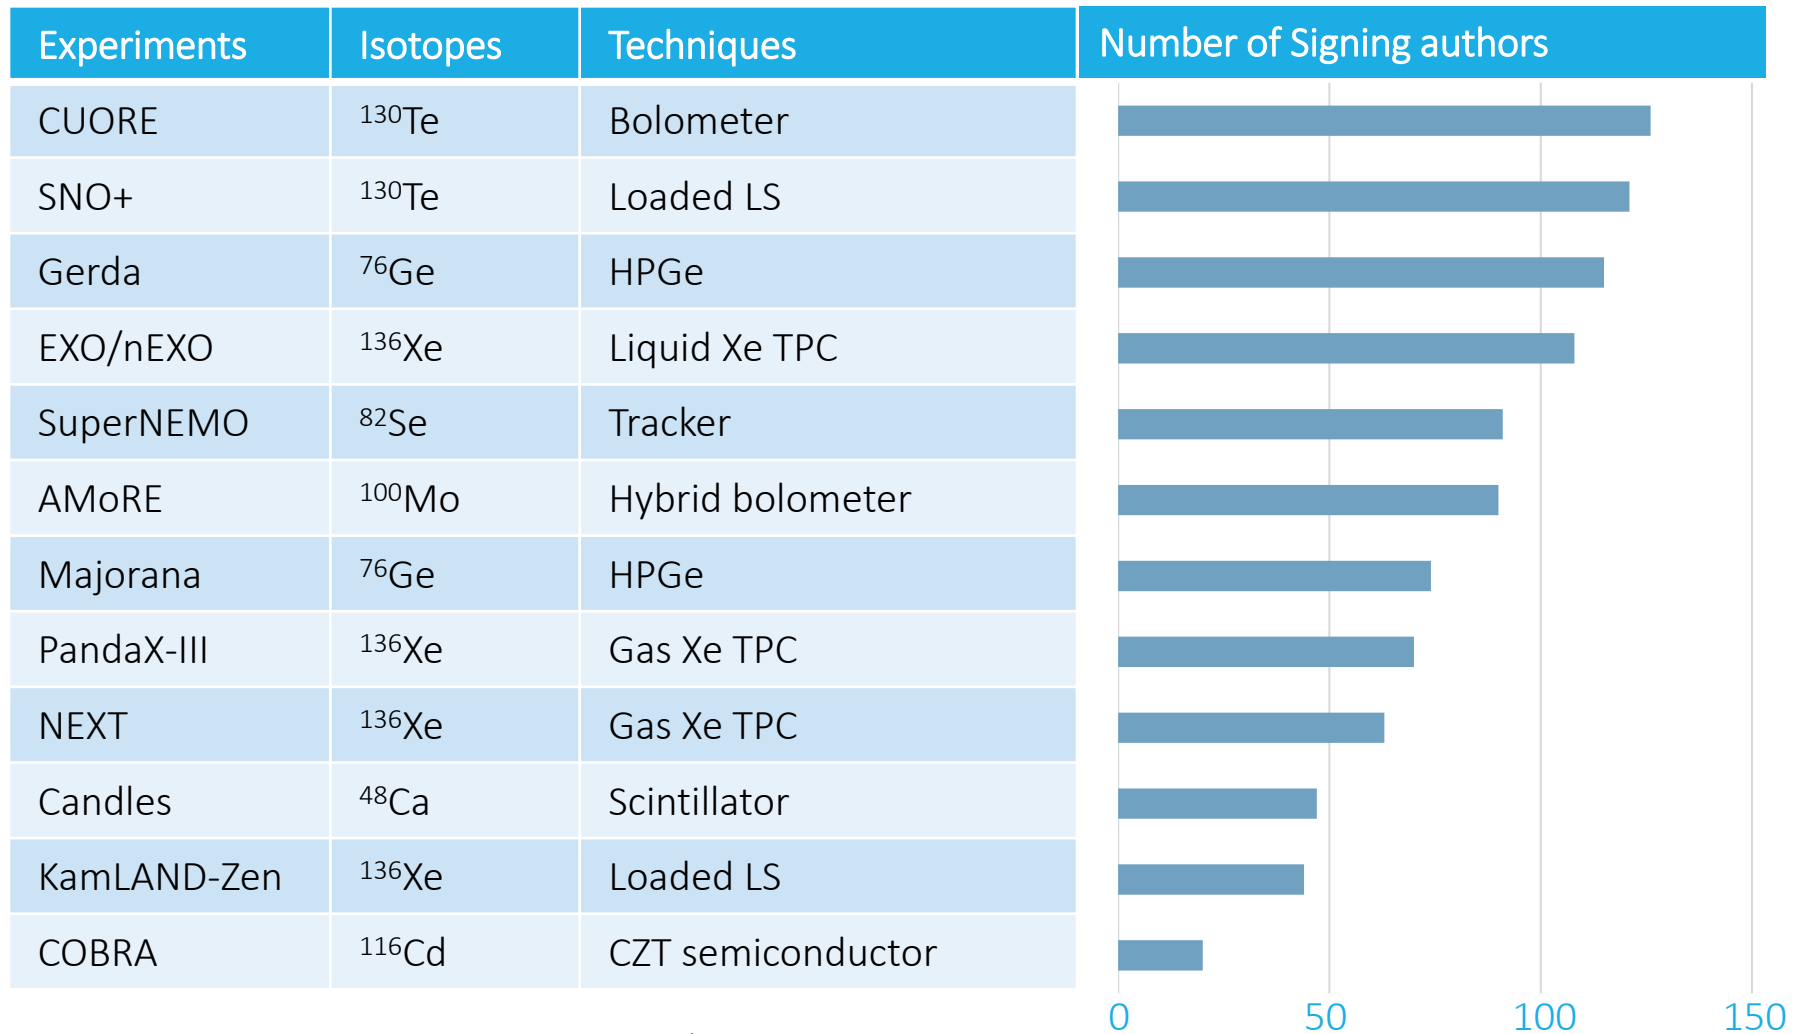 Experiments Isotopes Techniques Number of Signing authors
CUORE ¹³⁰Te Bolometer
SNO+ ¹³⁰Te Loaded LS
Gerda ⁷⁶Ge HPGe
EXO/nEXO ¹³⁶Xe Liquid Xe TPC
SuperNEMO ⁸²Se Tracker
AMoRE ¹⁰⁰Mo Hybrid bolometer
Majorana ⁷⁶Ge HPGe
PandaX-III ¹³⁶Xe Gas Xe TPC
NEXT ¹³⁶Xe Gas Xe TPC
Candles ⁴⁸Ca Scintillator
KamLAND-Zen ¹³⁶Xe Loaded LS
COBRA ¹¹⁶Cd CZT semiconductor
0 50 100 150